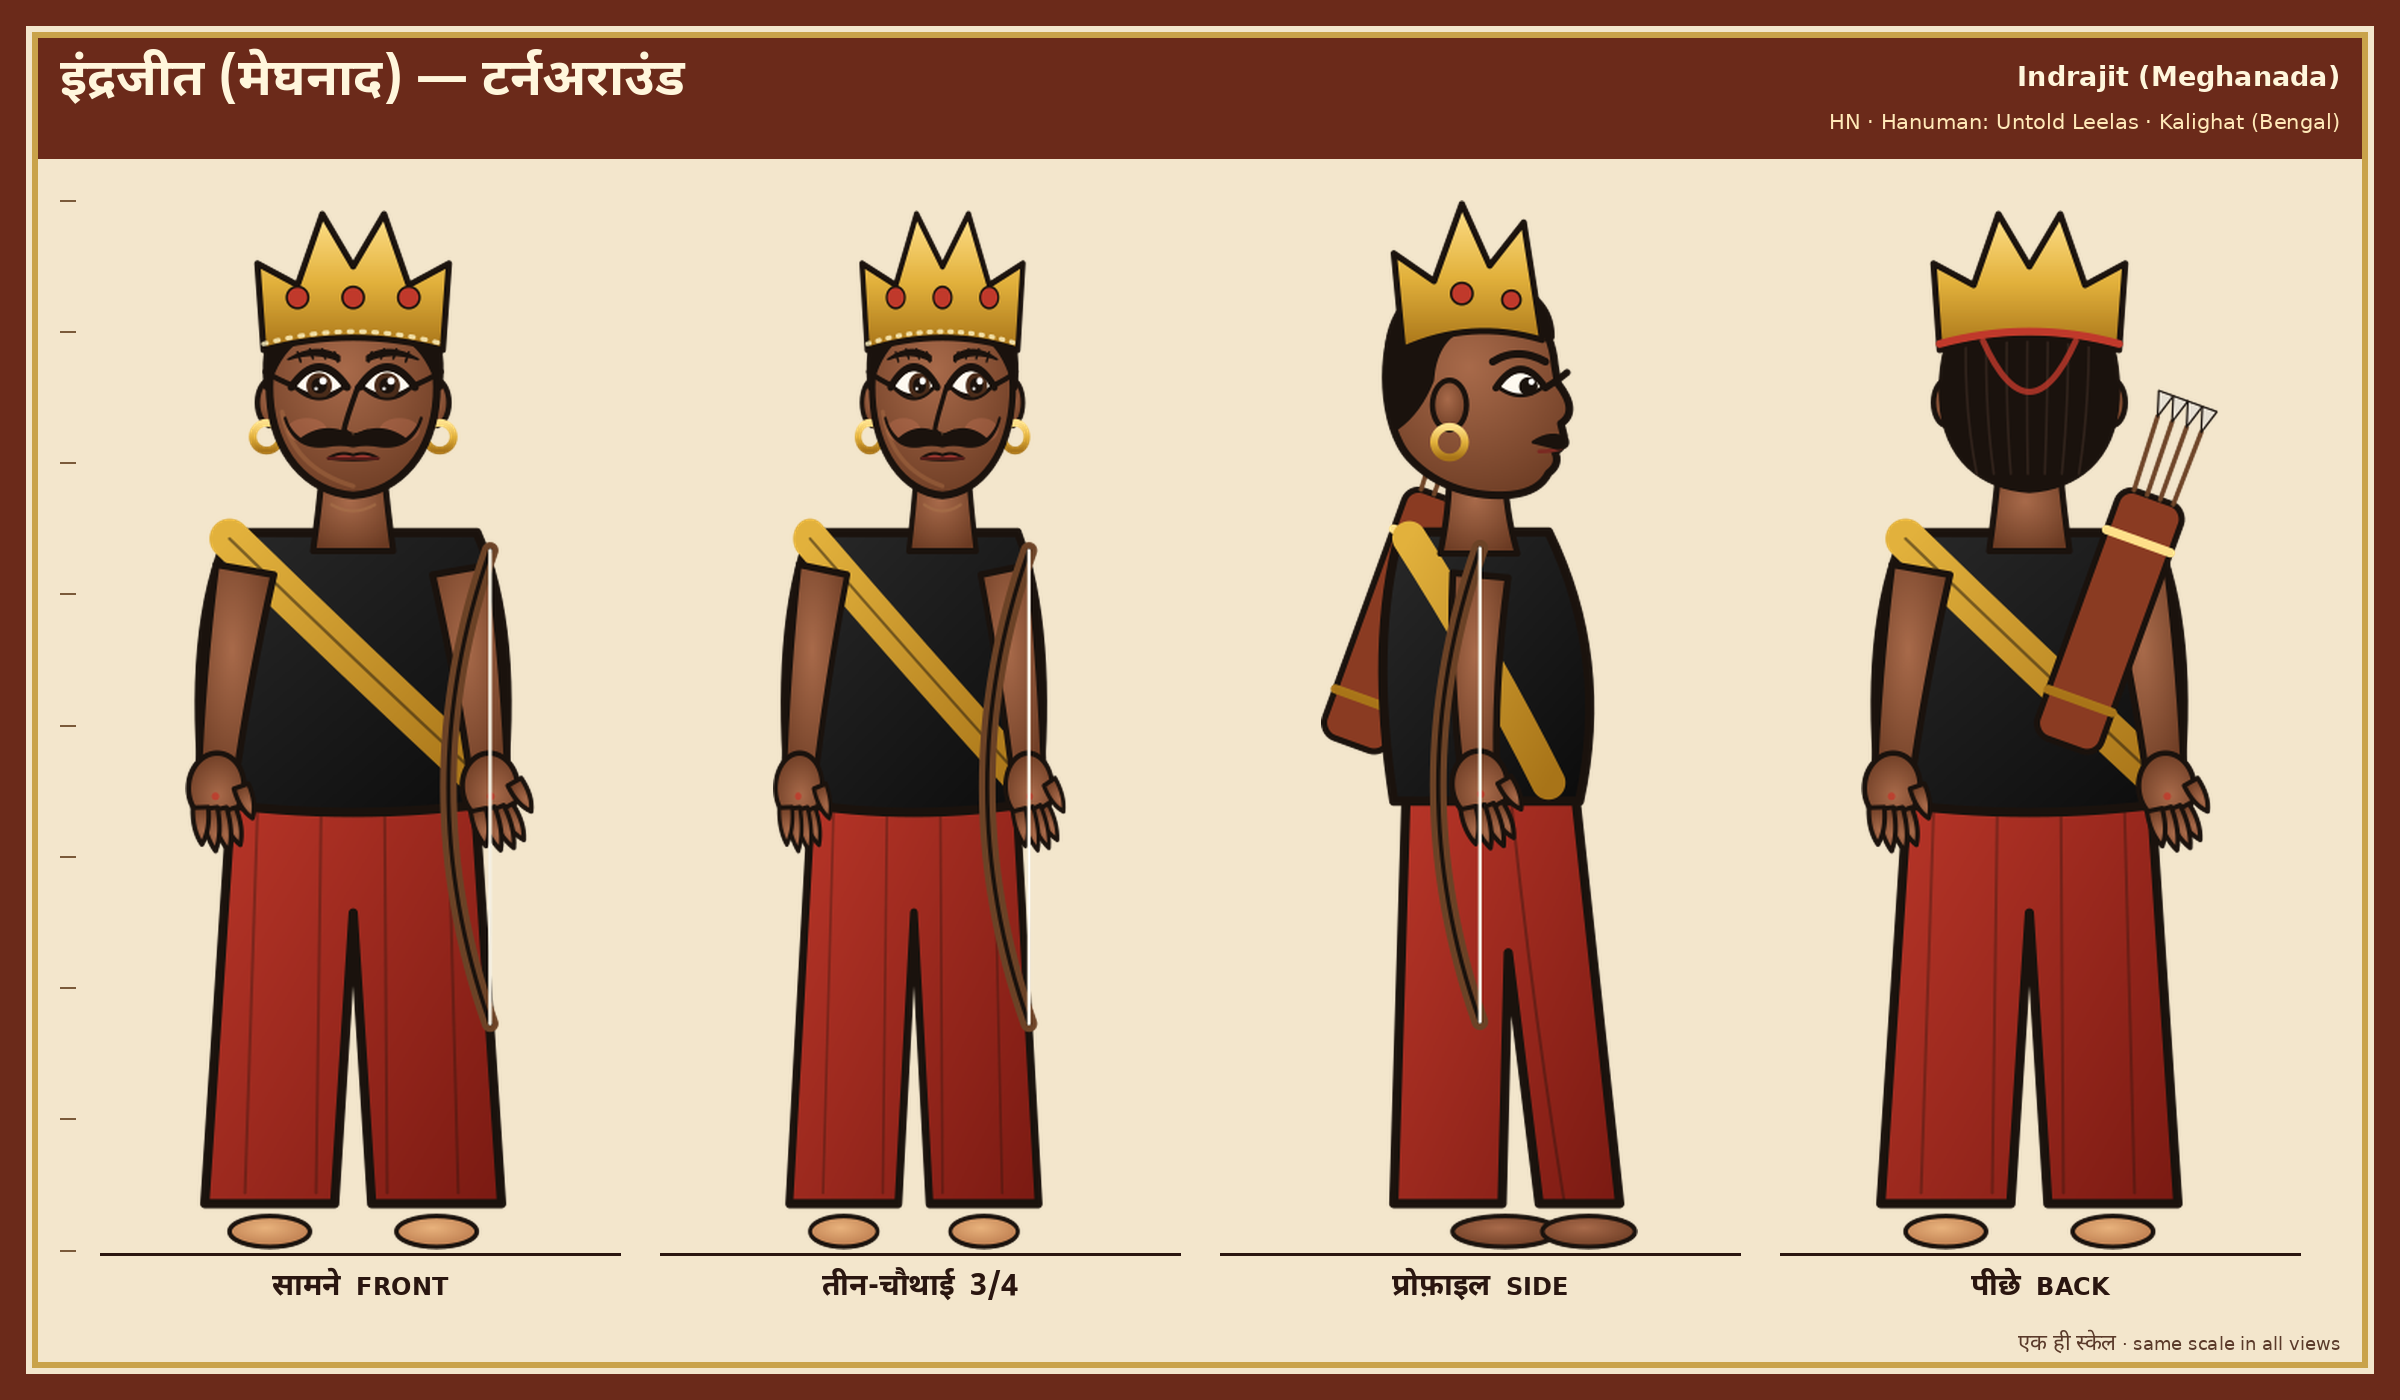 इंद्रजीत (मेघनाद) — टर्नअराउंड
Indrajit (Meghanada)
HN · Hanuman: Untold Leelas · Kalighat (Bengal)
सामने FRONT
तीन-चौथाई 3/4
प्रोफ़ाइल SIDE
पीछे BACK
एक ही स्केल · same scale in all views